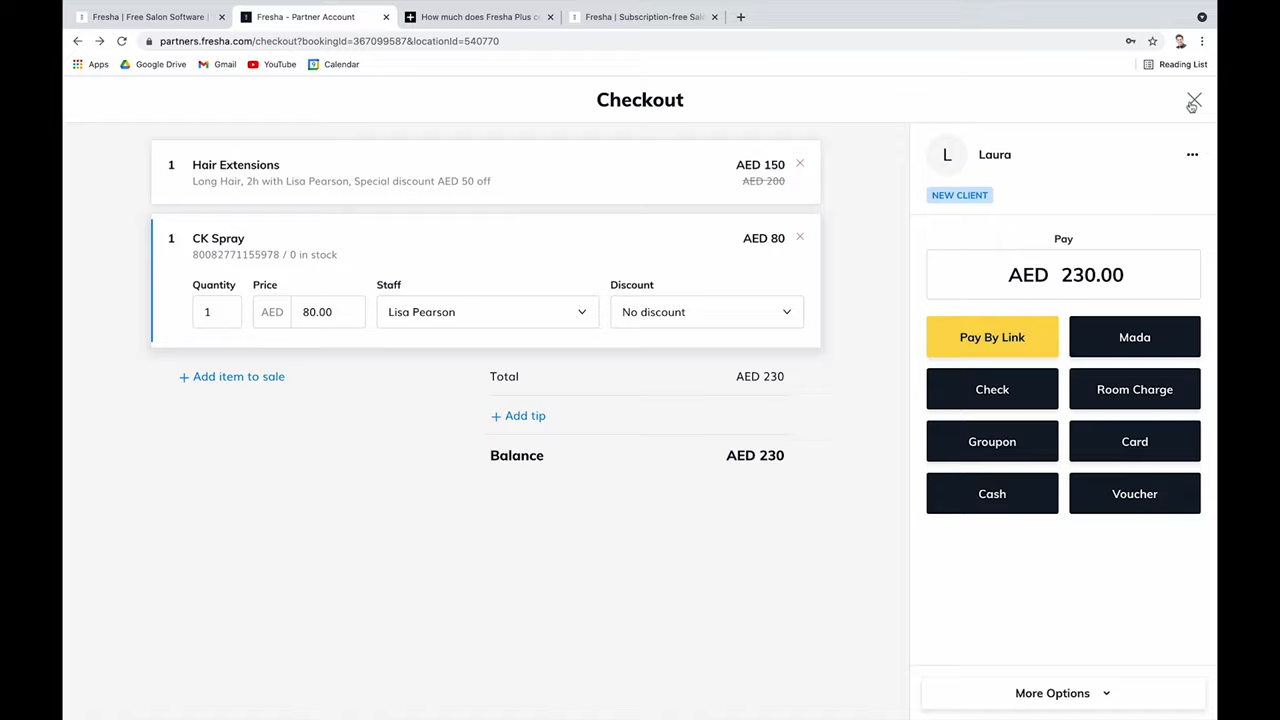 Fresha | Free Salon Software |
Fresha - Partner Account
How much does Fresha Plus co
Fresha | Subscription-free Sal
partners.fresha.com/checkout?bookingId=367099587&locationId=540770
Apps
Google Drive
Gmail
YouTube
Calendar
Reading List
Checkout
1 Hair Extensions AED 150
Long Hair, 2h with Lisa Pearson, Special discount AED 50 off AED 200
1 CK Spray AED 80
80082771155978 / 0 in stock
Quantity Price Staff Discount
1 AED 80.00 Lisa Pearson No discount
+ Add item to sale
Total AED 230
+ Add tip
Balance AED 230
L Laura
NEW CLIENT
Pay
AED 230.00
Pay By Link Mada
Check Room Charge
Groupon Card
Cash Voucher
More Options